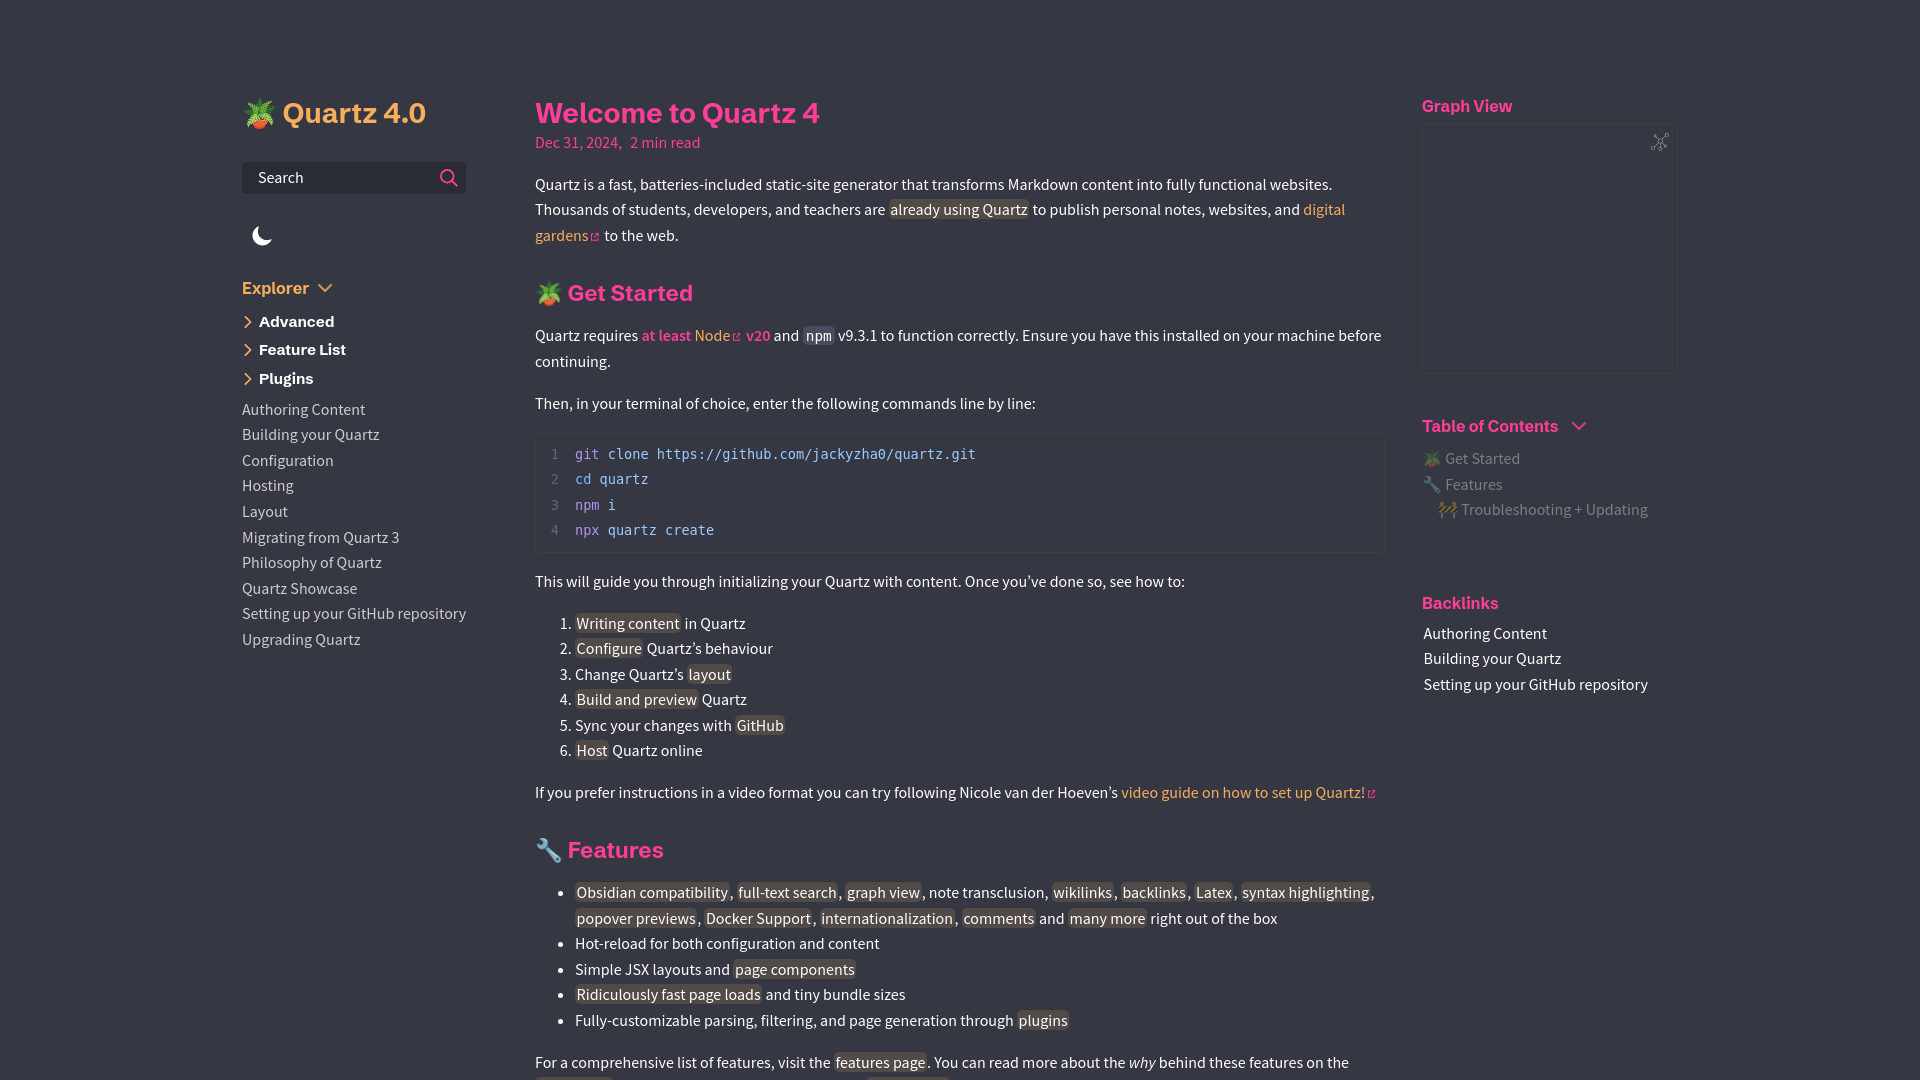 Quartz 4.0
Search
Explorer
Advanced
Feature List
Plugins
Authoring Content
Building your Quartz
Configuration
Hosting
Layout
Migrating from Quartz 3
Philosophy of Quartz
Quartz Showcase
Setting up your GitHub repository
Upgrading Quartz
Welcome to Quartz 4
Dec 31, 2024, 2 min read
Quartz is a fast, batteries-included static-site generator that transforms Markdown content into fully functional websites.
Thousands of students, developers, and teachers are already using Quartz to publish personal notes, websites, and digital
gardens to the web.
Get Started
Quartz requires at least Node v20 and npm v9.3.1 to function correctly. Ensure you have this installed on your machine before
continuing.
Then, in your terminal of choice, enter the following commands line by line:
1 git clone https://github.com/jackyzha0/quartz.git
2 cd quartz
3 npm i
4 npx quartz create
This will guide you through initializing your Quartz with content. Once you’ve done so, see how to:
1. Writing content in Quartz
2. Configure Quartz’s behaviour
3. Change Quartz’s layout
4. Build and preview Quartz
5. Sync your changes with GitHub
6. Host Quartz online
If you prefer instructions in a video format you can try following Nicole van der Hoeven’s video guide on how to set up Quartz!
Features
• Obsidian compatibility, full-text search, graph view, note transclusion, wikilinks, backlinks, Latex, syntax highlighting,
popover previews, Docker Support, internationalization, comments and many more right out of the box
• Hot-reload for both configuration and content
• Simple JSX layouts and page components
• Ridiculously fast page loads and tiny bundle sizes
• Fully-customizable parsing, filtering, and page generation through plugins
For a comprehensive list of features, visit the features page. You can read more about the why behind these features on the
Graph View
Table of Contents
Get Started
Features
Troubleshooting + Updating
Backlinks
Authoring Content
Building your Quartz
Setting up your GitHub repository